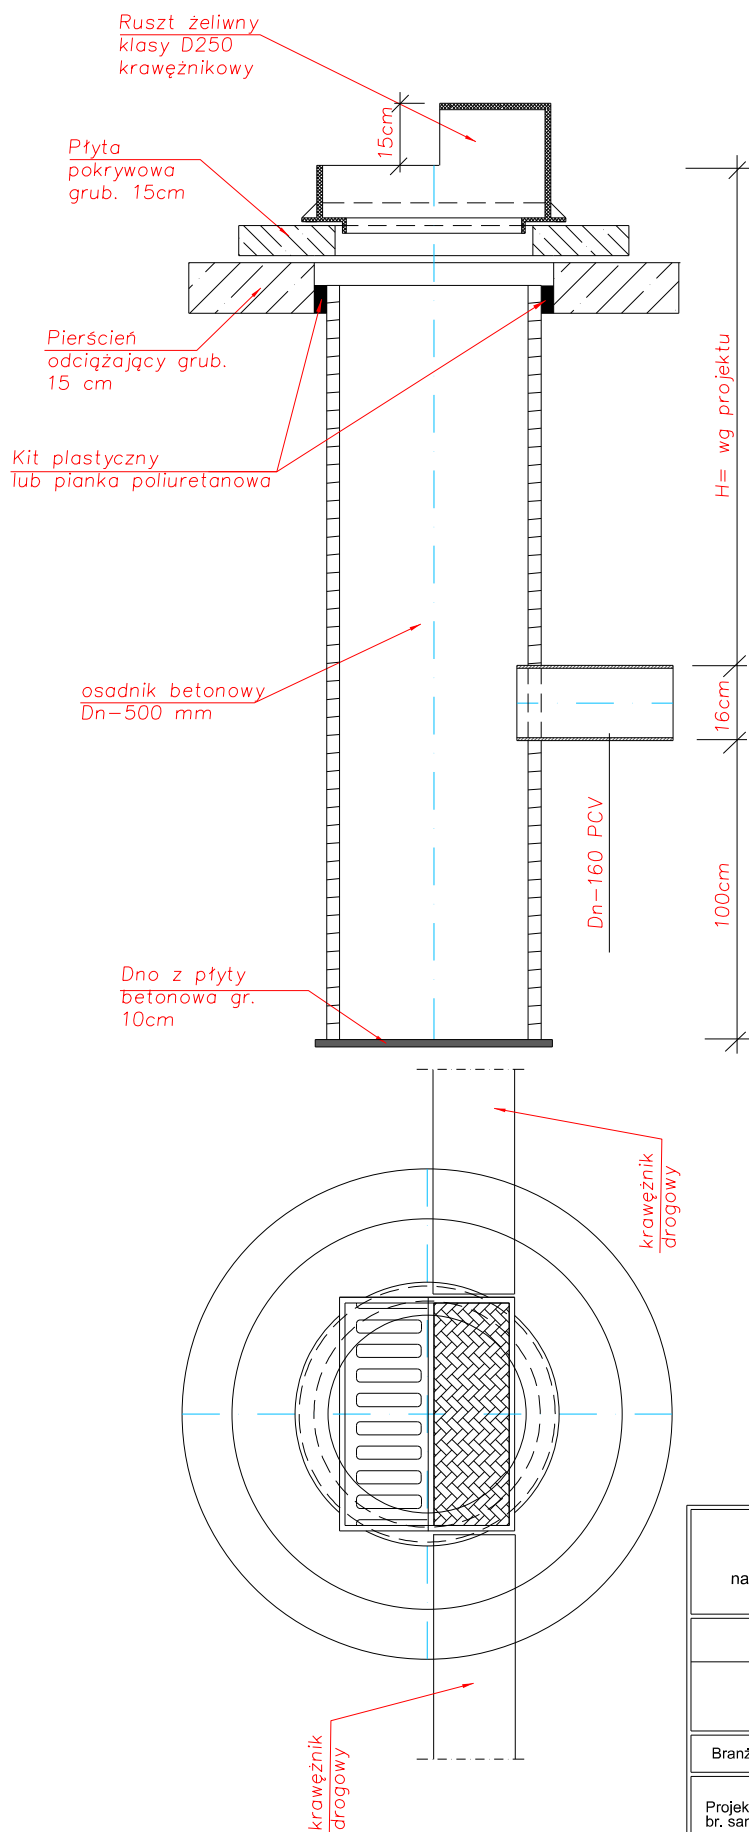 Ruszt żeliwny
klasy D250
krawężnikowy
15cm
Płyta
pokrywowa
grub. 15cm
Pierścień
odciążający grub.
15 cm
H= wg projektu
Kit plastyczny
lub pianka poliuretanowa
osadnik betonowy
Dn-500 mm
16cm
Dn-160 PCV
100cm
Dno z płyty
betonowa gr.
10cm
krawężnik
drogowy
krawężnik
drogowy
na
Branż
Projek
br. san